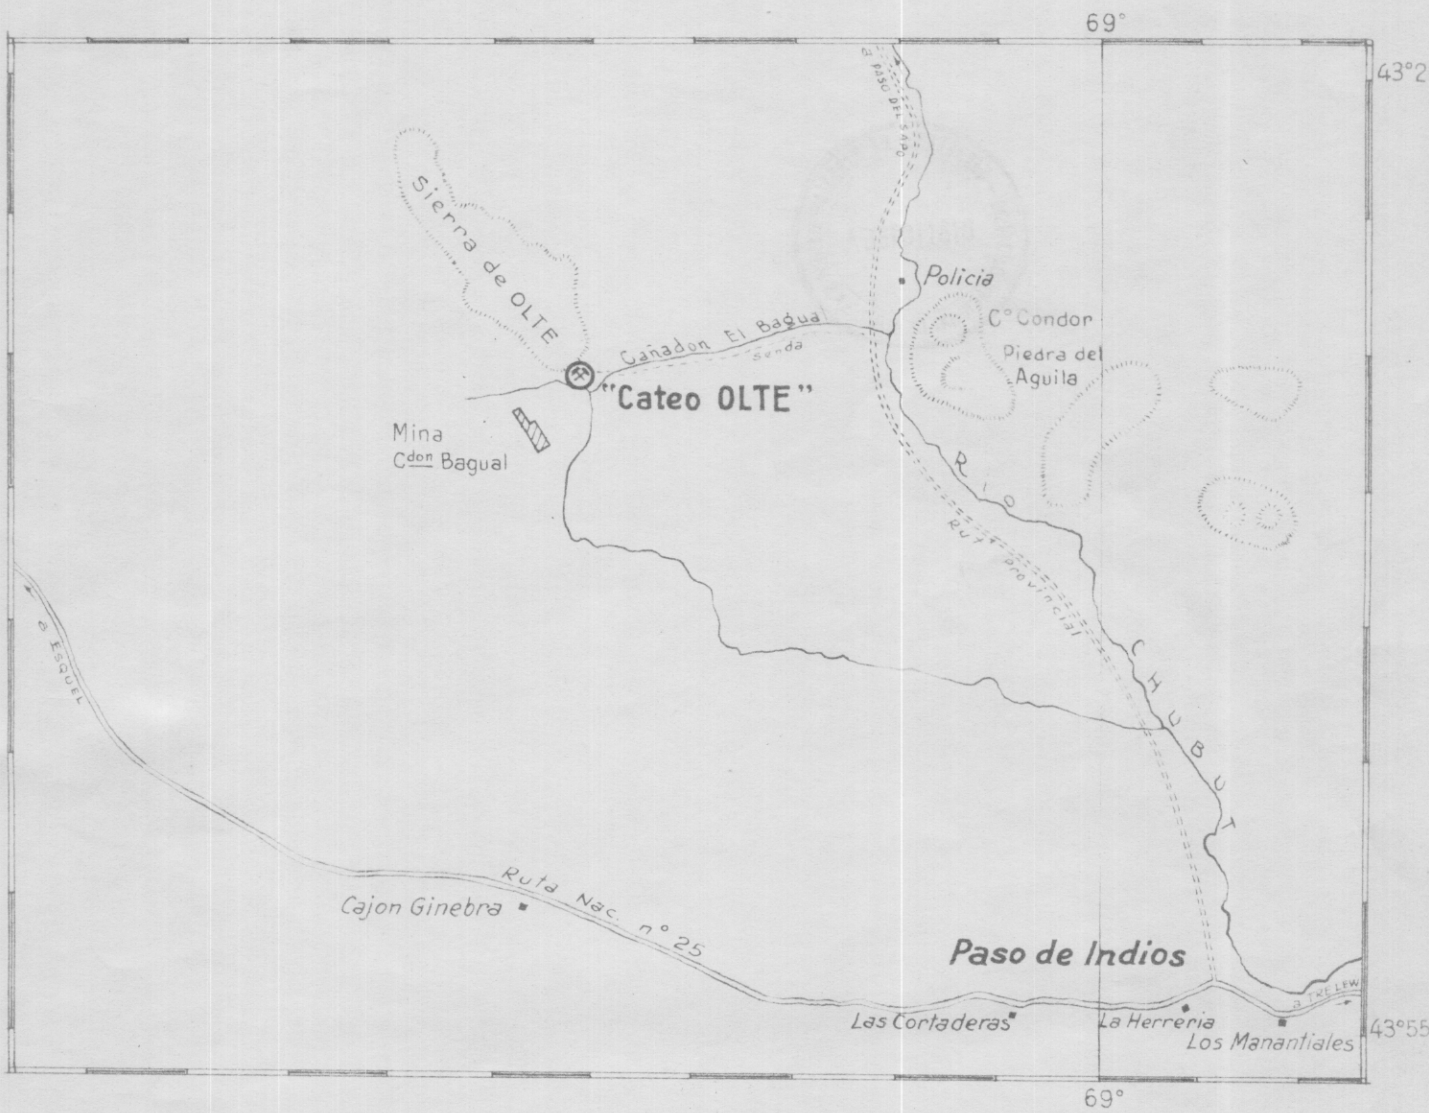 69°
43°2
a PASO DEL SAPO
Sierra de OLTE
Policia
C° Condor
Piedra del
Aguila
Cañadon El Bagual
Senda
"Cateo OLTE"
Mina
Cdon Bagual
RIO CHUBUT
Ruta Provincial
a ESQUEL
Ruta Nac. n° 25
Cajon Ginebra
Paso de Indios
a TRELEW
Las Cortaderas
La Herreria
Los Manantiales
43°55
69°